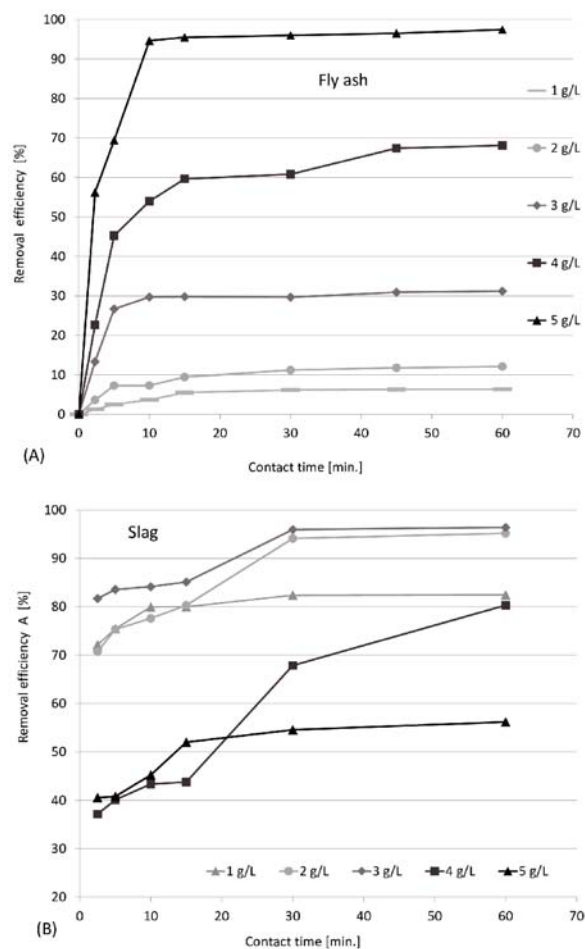 100
90
80
70
60
50
40
30
20
10
0
Removal efficiency [%]
Fly ash
1 g/L
2 g/L
3 g/L
4 g/L
5 g/L
0 10 20 30 40 50 60 70
Contact time [min.]
(A)
100
90
80
70
60
50
40
30
20
Removal efficiency A [%]
Slag
1 g/L 2 g/L 3 g/L 4 g/L 5 g/L
0 10 20 30 40 50 60 70
Contact time [min.]
(B)